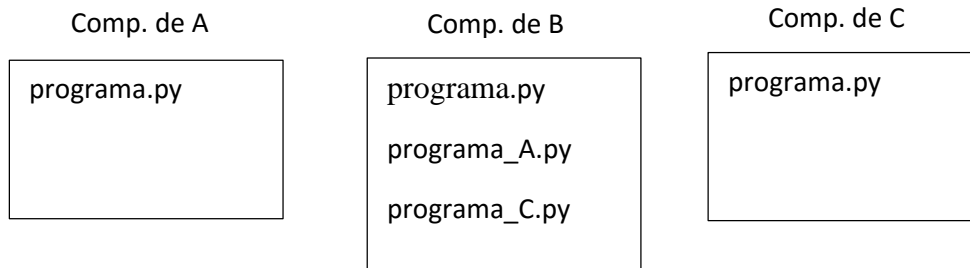 Comp. de A
programa.py
Comp. de B
programa.py
programa_A.py
programa_C.py
Comp. de C
programa.py